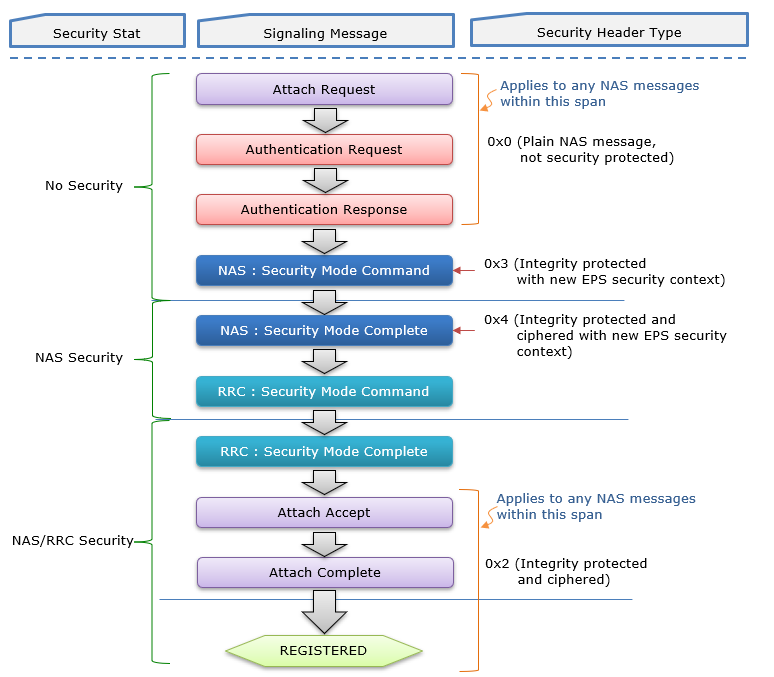 Security Stat
Signaling Message
Security Header Type
Attach Request
Applies to any NAS messages
within this span
Authentication Request
0x0 (Plain NAS message,
not security protected)
No Security
Authentication Response
NAS : Security Mode Command
0x3 (Integrity protected
with new EPS security context)
NAS : Security Mode Complete
0x4 (Integrity protected and
ciphered with new EPS security
context)
NAS Security
RRC : Security Mode Command
RRC : Security Mode Complete
Applies to any NAS messages
within this span
Attach Accept
NAS/RRC Security
Attach Complete
0x2 (Integrity protected
and ciphered)
REGISTERED